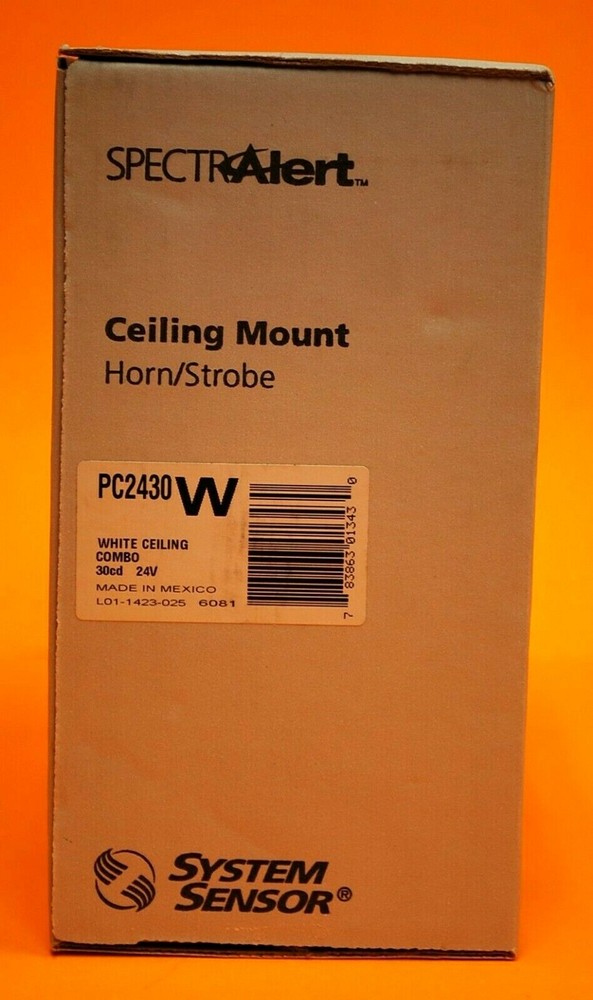 SPECTRAlert™
Ceiling Mount
Horn/Strobe
PC2430 W
WHITE CEILING
COMBO
30cd 24V
MADE IN MEXICO
L01-1423-025 6081
7 83863 01343 0
SYSTEM
SENSOR®